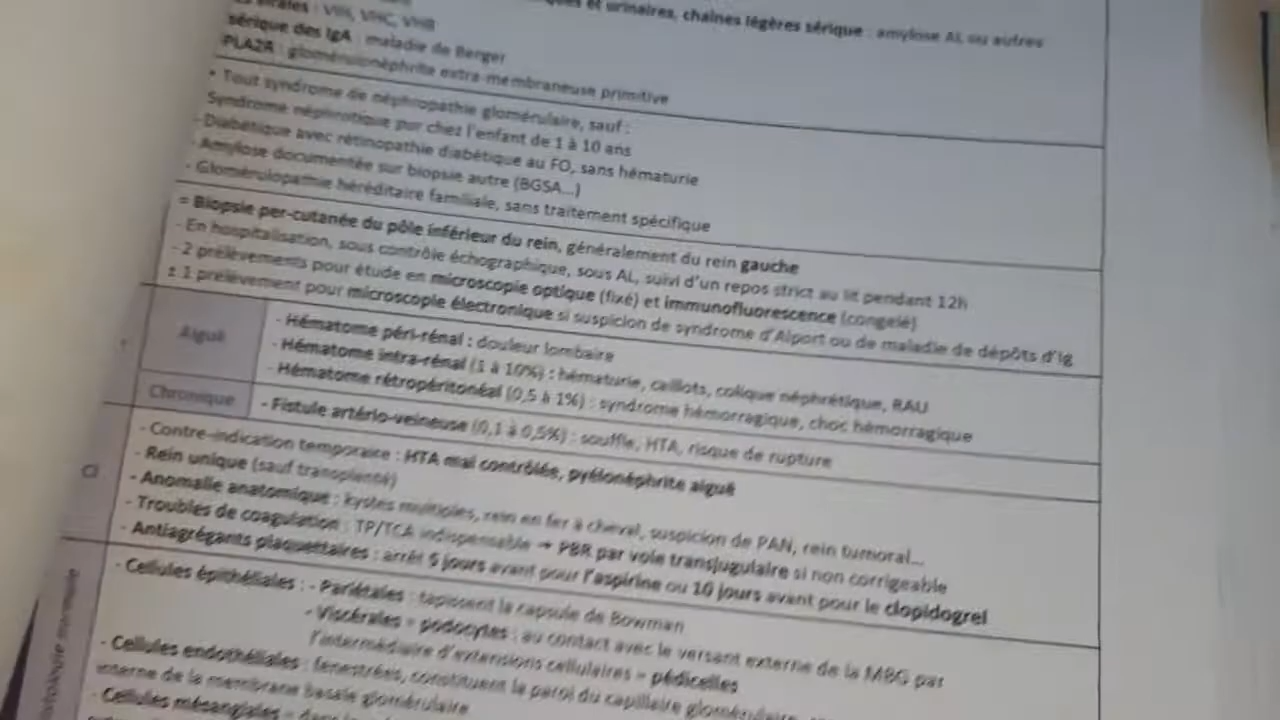 ques et urinaires, chaînes légères sérique : amylose AL ou autres
virales : VIH, VHC, VHB
sérique des IgA : maladie de Berger
PLA2R : glomérulonéphrite extra-membraneuse primitive
• Tout syndrome de néphropathie glomérulaire, sauf :
Syndrome néphrotique pur chez l'enfant de 1 à 10 ans
- Diabétique avec rétinopathie diabétique au FO, sans hématurie
- Amylose documentée sur biopsie autre (BGSA...)
- Glomérulopathie héréditaire familiale, sans traitement spécifique
= Biopsie per-cutanée du pôle inférieur du rein, généralement du rein gauche
- En hospitalisation, sous contrôle échographique, sous AL, suivi d'un repos strict au lit pendant 12h
- 2 prélèvements pour étude en microscopie optique (fixé) et immunofluorescence (congelé)
± 1 prélèvement pour microscopie électronique si suspicion de syndrome d'Alport ou de maladie de dépôts d'Ig
Aiguë
- Hématome péri-rénal : douleur lombaire
- Hématome intra-rénal (1 à 10%) : hématurie, caillots, colique néphrétique, RAU
- Hématome rétropéritonéal (0,5 à 1%) : syndrome hémorragique, choc hémorragique
Chronique
- Fistule artério-veineuse (0,1 à 0,5%) : souffle, HTA, risque de rupture
CI
- Contre-indication temporaire : HTA mal contrôlée, pyélonéphrite aiguë
- Rein unique (sauf transplanté)
- Anomalie anatomique : kystes multiples, rein en fer à cheval, suspicion de PAN, rein tumoral...
- Troubles de coagulation : TP/TCA indispensable → PBR par voie transjugulaire si non corrigeable
- Antiagrégants plaquettaires : arrêt 5 jours avant pour l'aspirine ou 10 jours avant pour le clopidogrel
- Cellules épithéliales : - Pariétales : tapissent la capsule de Bowman
- Viscérales = podocytes : au contact avec le versant externe de la MBG par
l'intermédiaire d'extensions cellulaires = pédicelles
- Cellules endothéliales : fenestrées, constituent la paroi du capillaire glomérulaire
interne de la membrane basale glomérulaire
- Cellules mésangiales = dans